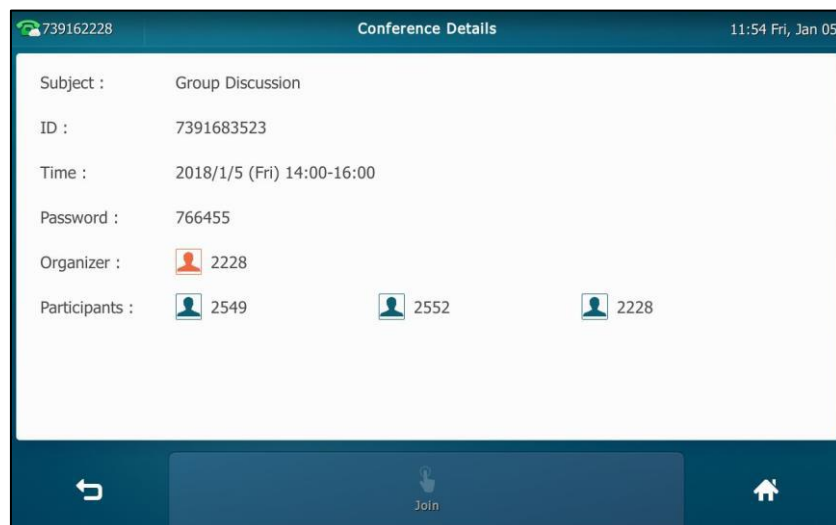 739162228 Conference Details 11:54 Fri, Jan 05
Subject : Group Discussion
ID : 7391683523
Time : 2018/1/5 (Fri) 14:00-16:00
Password : 766455
Organizer : 2228
Participants : 2549 2552 2228
Join